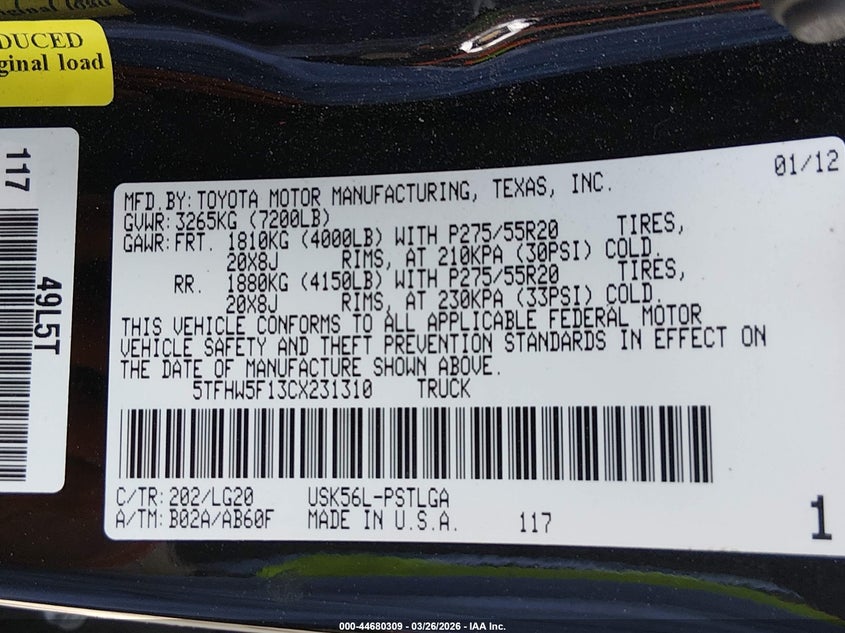 DUCED
ginal load
117
49L5T
01/12
MFD.BY: TOYOTA MOTOR MANUFACTURING, TEXAS, INC.
GVWR: 3265KG (7200LB)
GAWR: FRT. 1810KG (4000LB) WITH P275/55R20 TIRES,
20X8J RIMS, AT 210KPA (30PSI) COLD.
RR. 1880KG (4150LB) WITH P275/55R20 TIRES,
20X8J RIMS, AT 230KPA (33PSI) COLD.
THIS VEHICLE CONFORMS TO ALL APPLICABLE FEDERAL MOTOR
VEHICLE SAFETY AND THEFT PREVENTION STANDARDS IN EFFECT ON
THE DATE OF MANUFACTURE SHOWN ABOVE.
5TFHW5F13CX231310 TRUCK
C/TR: 202/LG20 USK56L-PSTLGA
A/TM: B02A/AB60F MADE IN U.S.A. 117
1
000-44680309 - 03/26/2026 - IAA Inc.